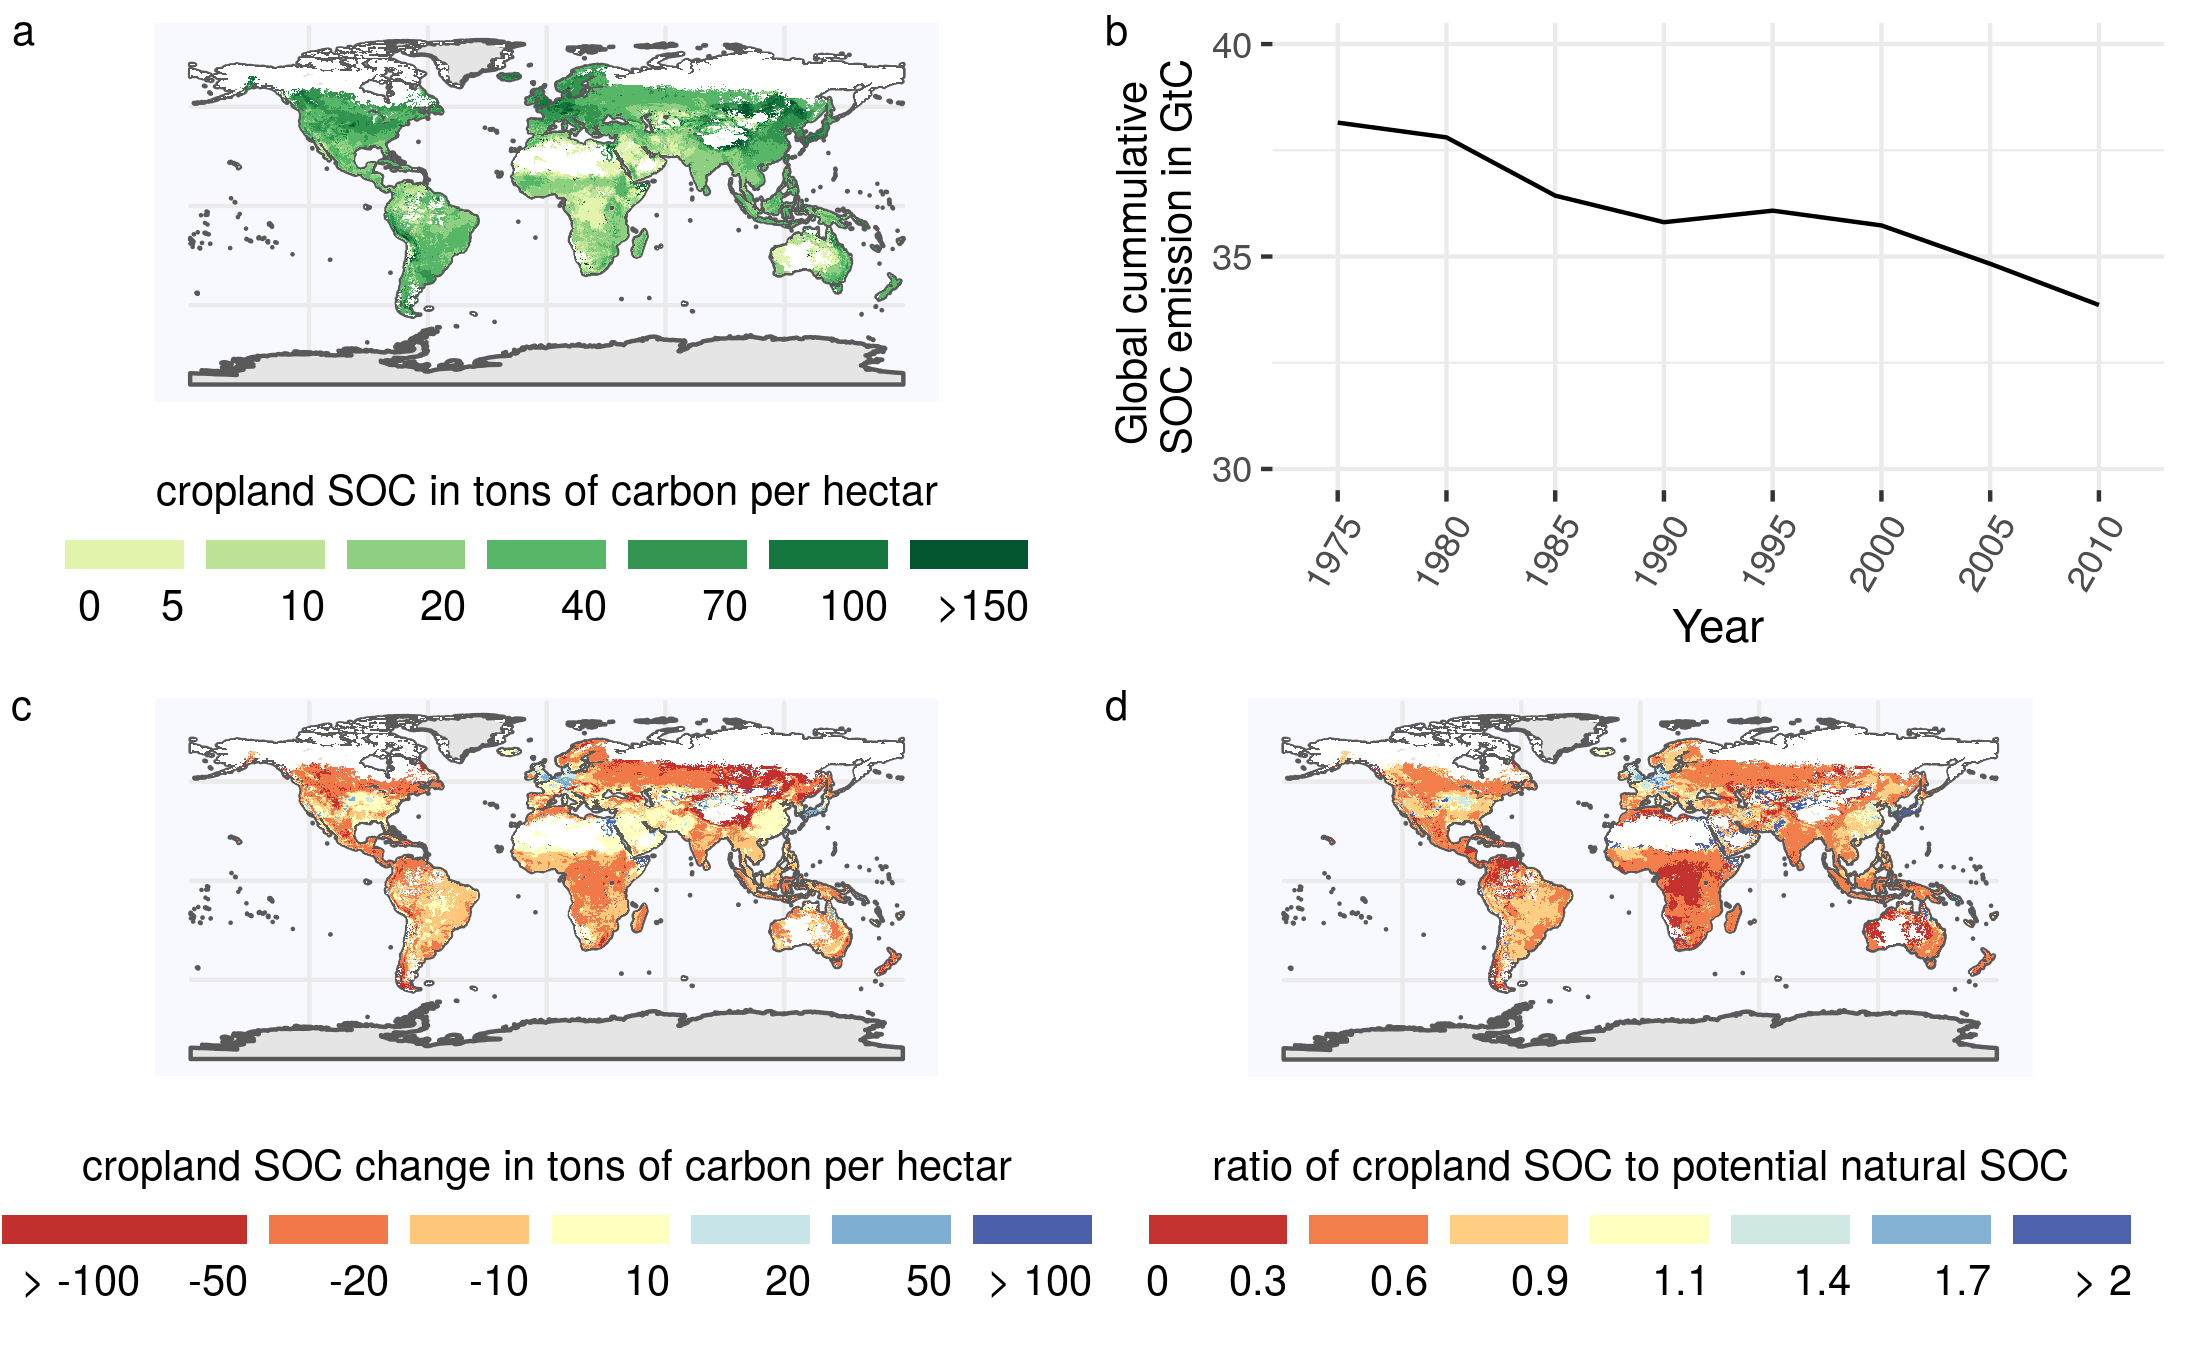 a
cropland SOC in tons of carbon per hectar
0 5 10 20 40 70 100 >150
b
Global cummulative
SOC emission in GtC
40
35
30
1975 1980 1985 1990 1995 2000 2005 2010
Year
c
cropland SOC change in tons of carbon per hectar
> -100 -50 -20 -10 10 20 50 > 100
d
ratio of cropland SOC to potential natural SOC
0 0.3 0.6 0.9 1.1 1.4 1.7 > 2